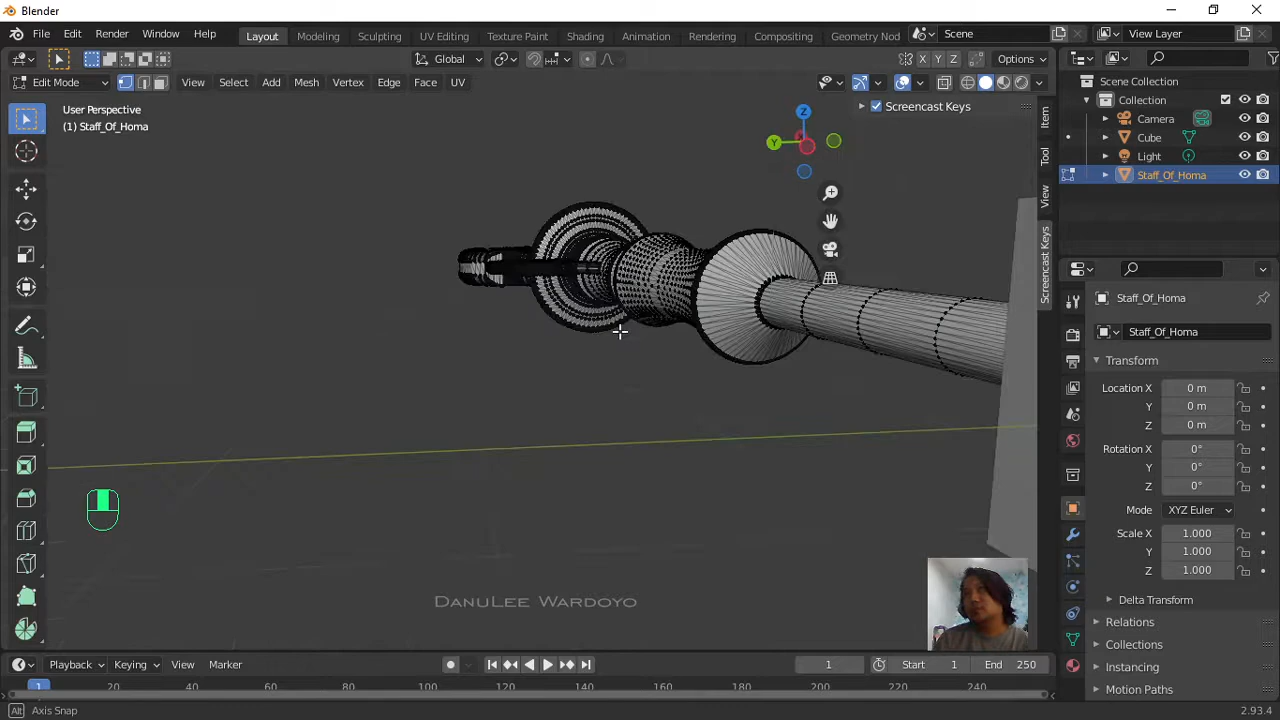 Blender
File Edit Render Window Help
Layout Modeling Sculpting UV Editing Texture Paint Shading Animation Rendering Compositing Geometry Nod
Scene
View Layer
Global
X Y Z
Options
Edit Mode
View Select Add Mesh Vertex Edge Face UV
User Perspective
(1) Staff_Of_Homa
Z
Y
Screencast Keys
Item
Tool
View
Screencast Keys
Scene Collection
Collection
Camera
Cube
Light
Staff_Of_Homa
Staff_Of_Homa
Staff_Of_Homa
Transform
Location X 0 m
Y 0 m
Z 0 m
Rotation X 0°
Y 0°
Z 0°
Mode XYZ Euler
Scale X 1.000
Y 1.000
Z 1.000
Delta Transform
Relations
Collections
Instancing
Motion Paths
DanuLee Wardoyo
Playback Keying View Marker
1
Start 1
End 250
1 20 40 60 80 100 120 140 160 180 200 220 240
Alt Axis Snap
2.93.4